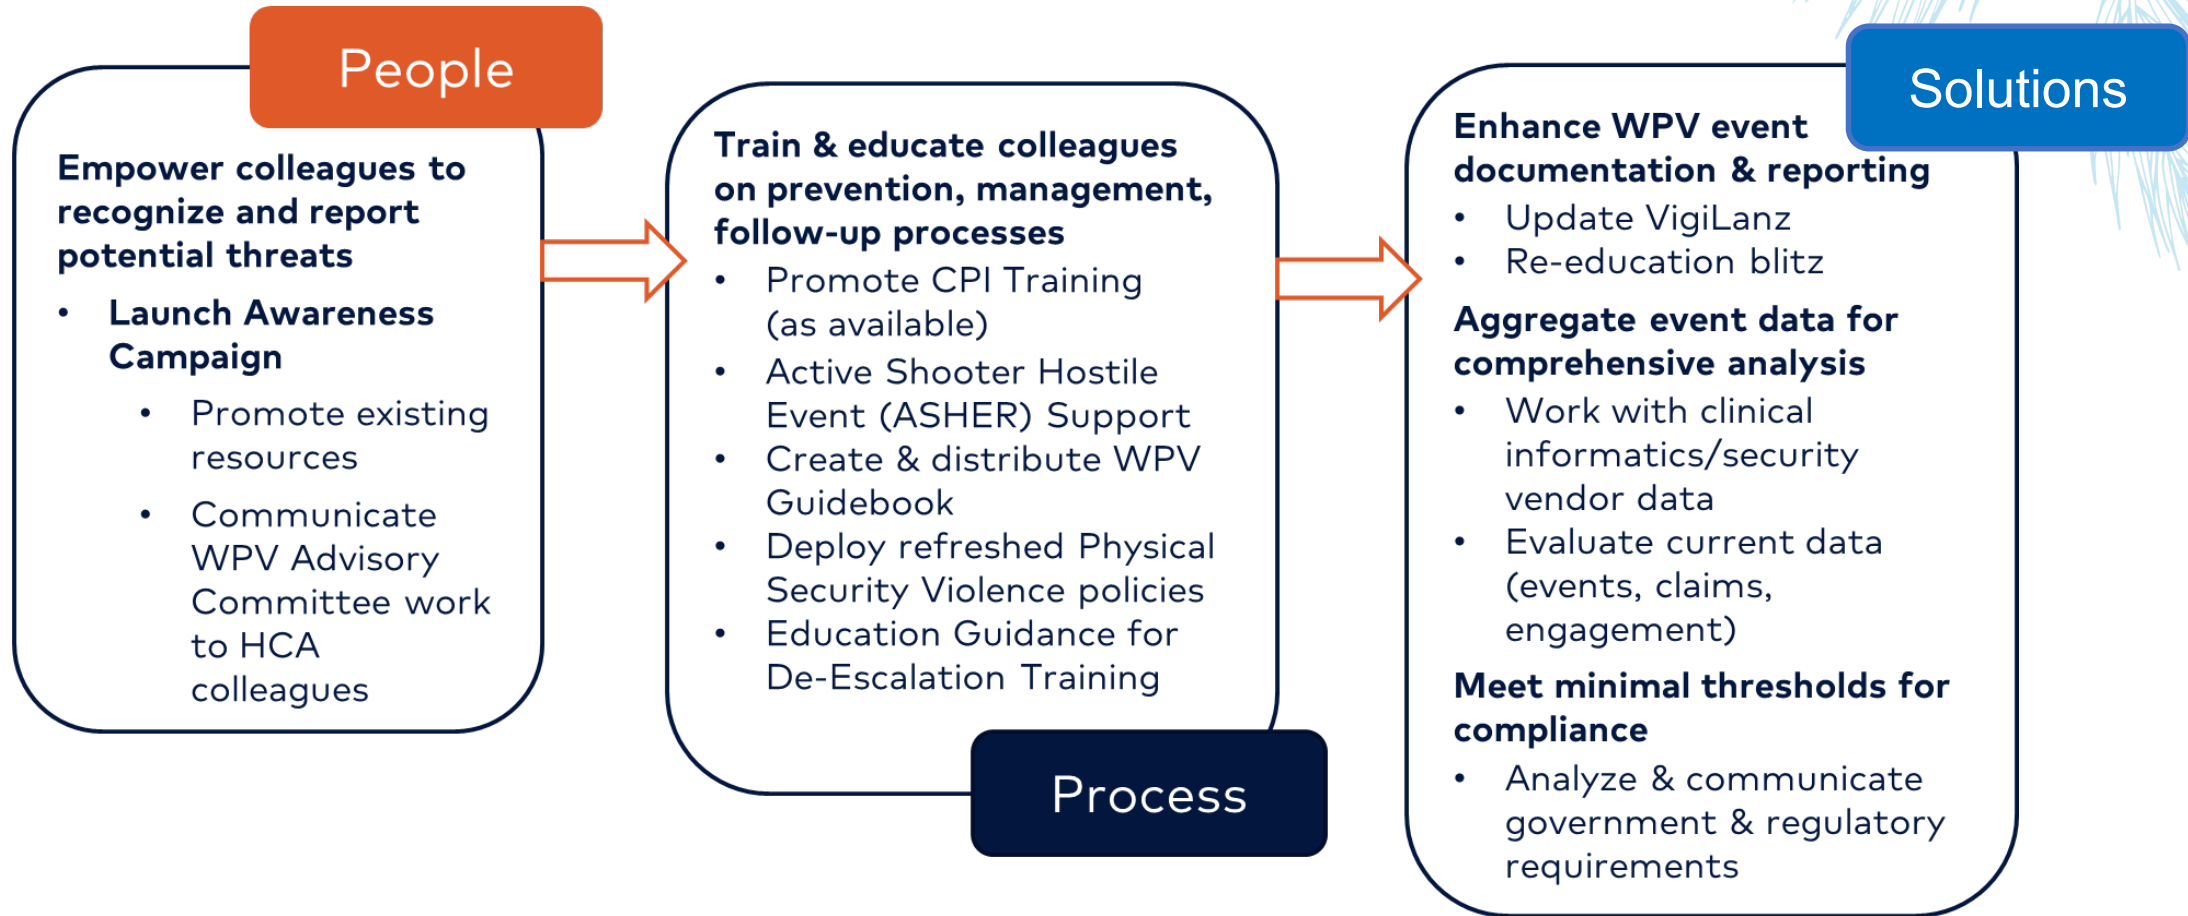 People
Empower colleagues to
recognize and report
potential threats
• Launch Awareness
Campaign
• Promote existing
resources
• Communicate
WPV Advisory
Committee work
to HCA
colleagues
Train & educate colleagues
on prevention, management,
follow-up processes
• Promote CPI Training
(as available)
• Active Shooter Hostile
Event (ASHER) Support
• Create & distribute WPV
Guidebook
• Deploy refreshed Physical
Security Violence policies
• Education Guidance for
De-Escalation Training
Process
Solutions
Enhance WPV event
documentation & reporting
• Update VigiLanz
• Re-education blitz
Aggregate event data for
comprehensive analysis
• Work with clinical
informatics/security
vendor data
• Evaluate current data
(events, claims,
engagement)
Meet minimal thresholds for
compliance
• Analyze & communicate
government & regulatory
requirements